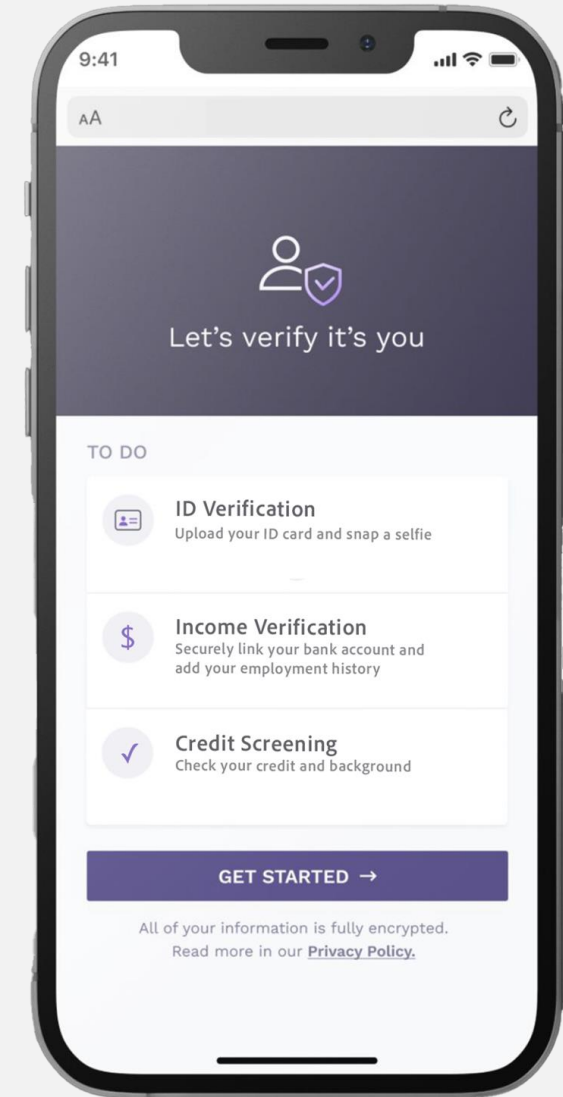 9:41
AA
Let's verify it's you
TO DO
ID Verification
Upload your ID card and snap a selfie
$
Income Verification
Securely link your bank account and
add your employment history
Credit Screening
Check your credit and background
GET STARTED →
All of your information is fully encrypted.
Read more in our Privacy Policy.